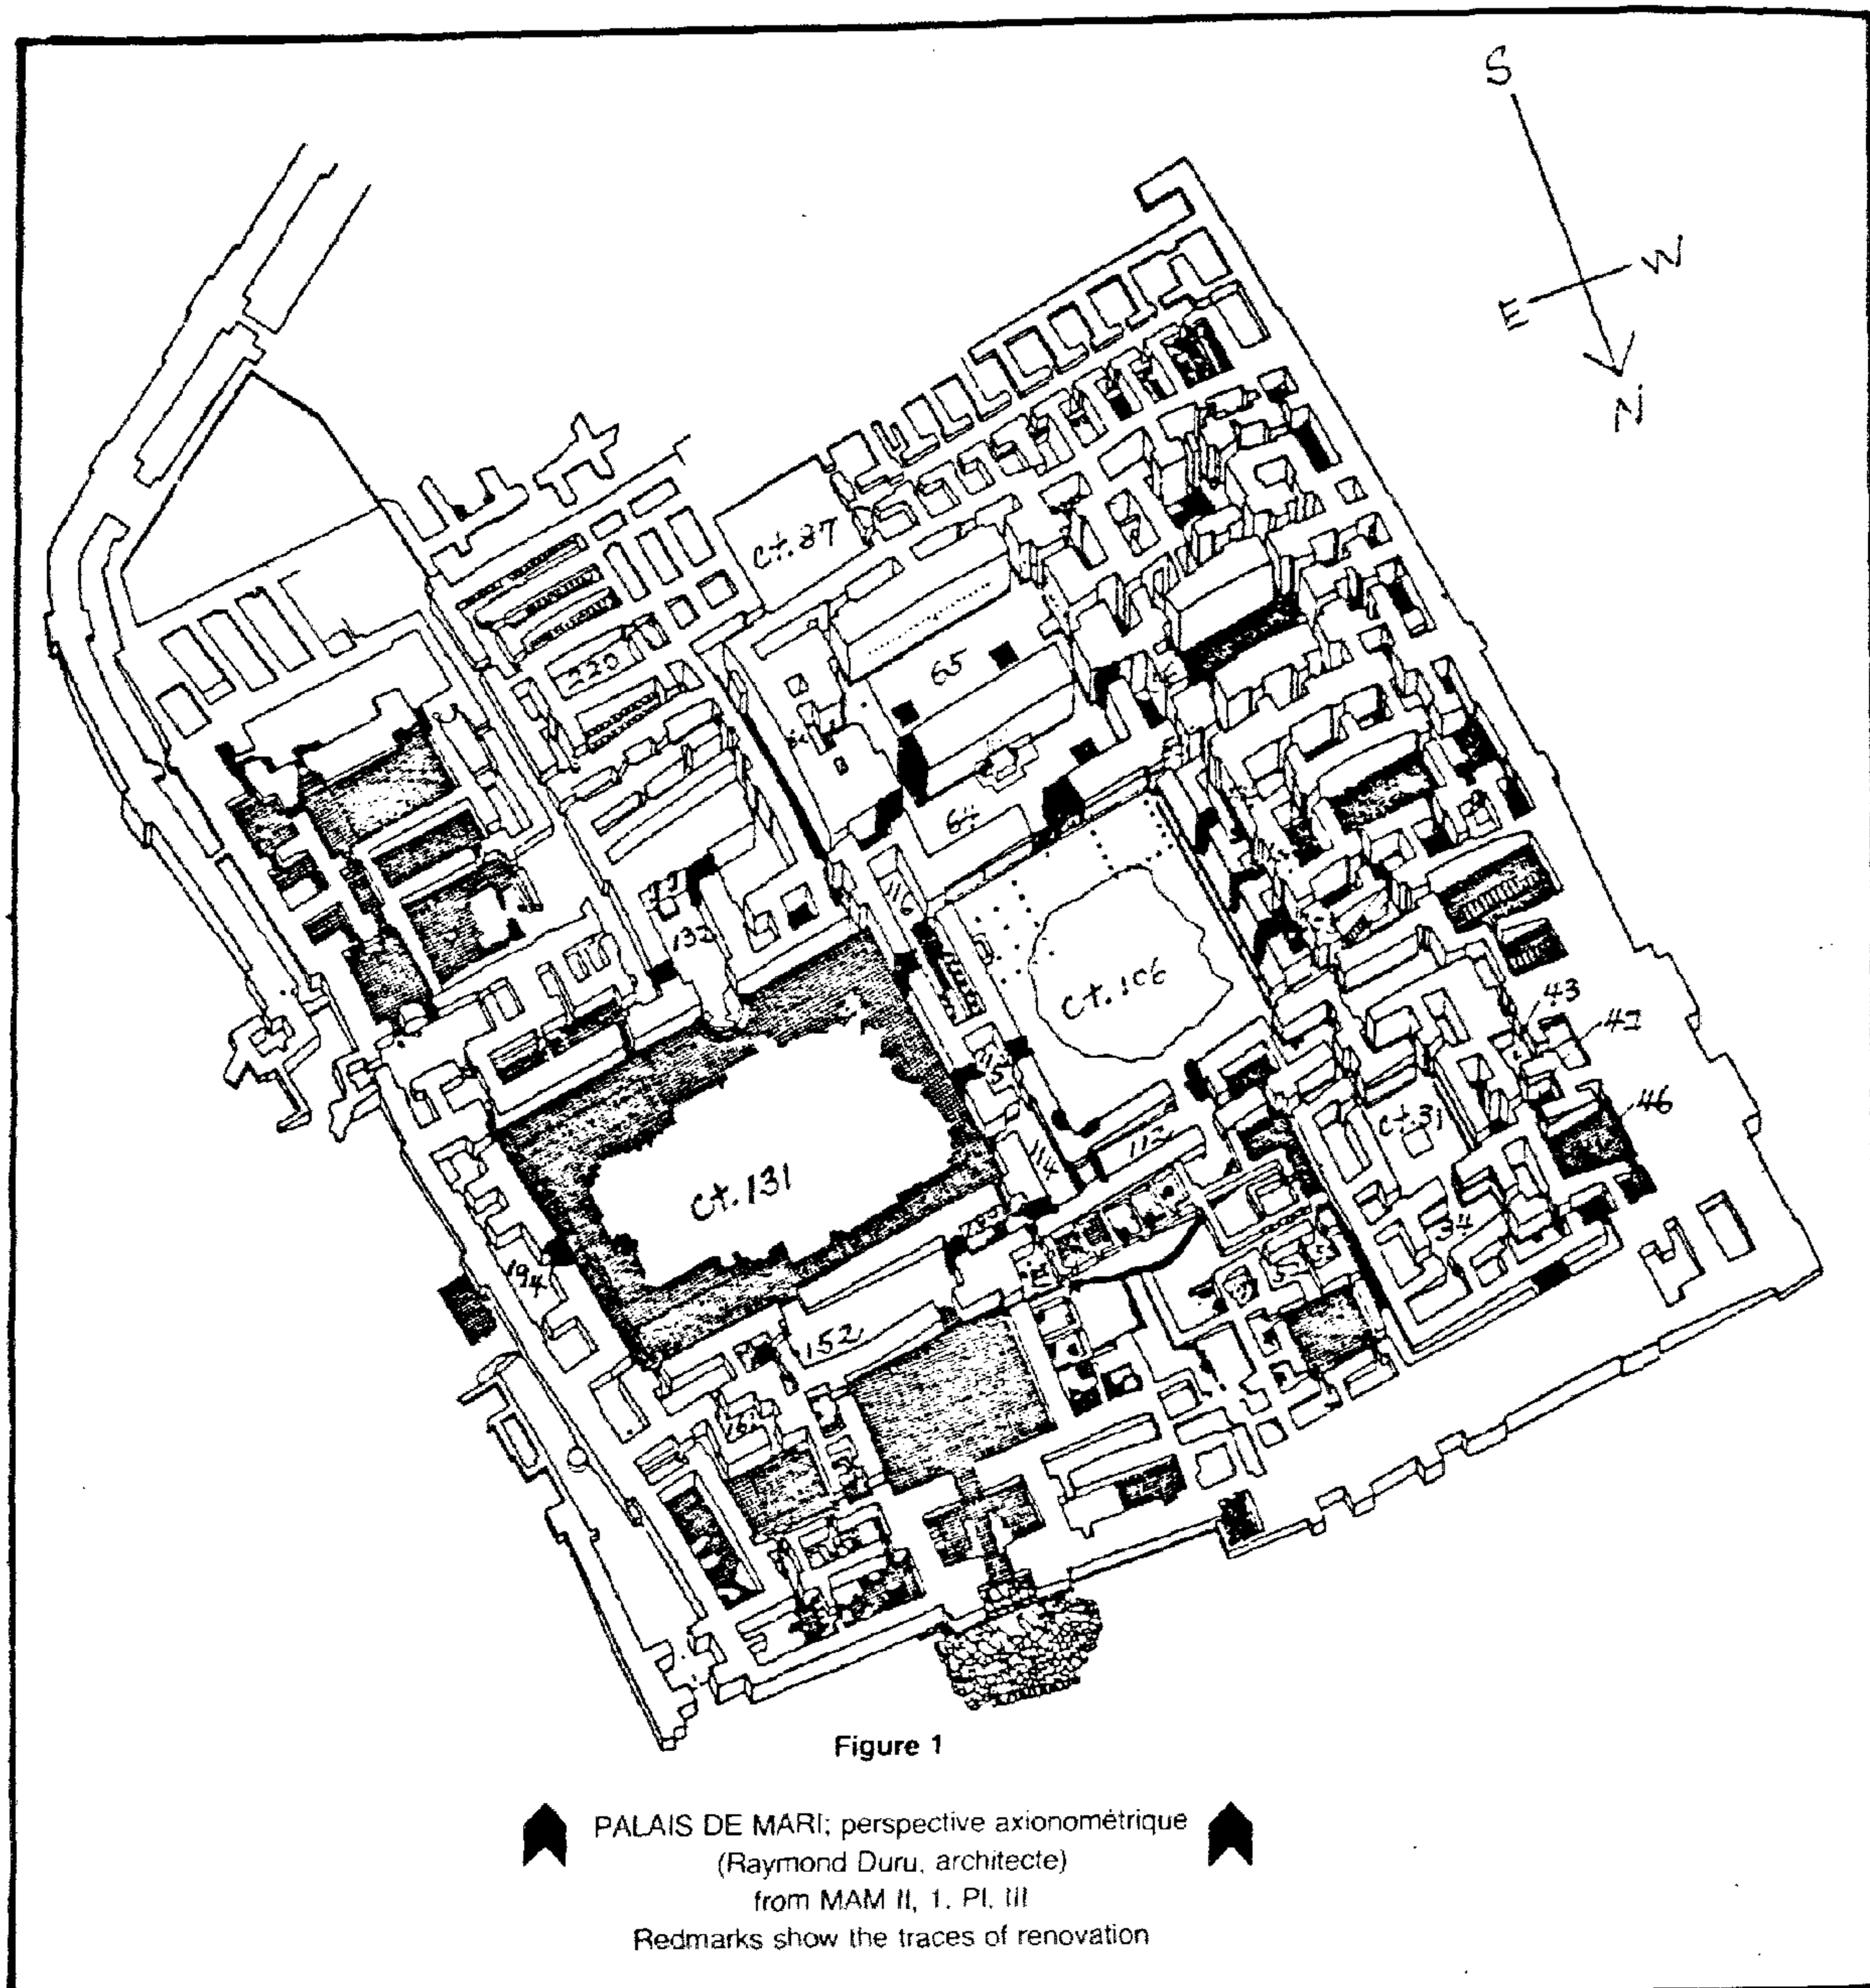 S
W
E
N
ct. 87
220
65
64
116
132
ct. 106
43
42
ct. 31
46
112
114
ct. 131
34
194
152
Figure 1
PALAIS DE MARI; perspective axionométrique
(Raymond Duru, architecte)
from MAM II, 1. Pl. III
Redmarks show the traces of renovation